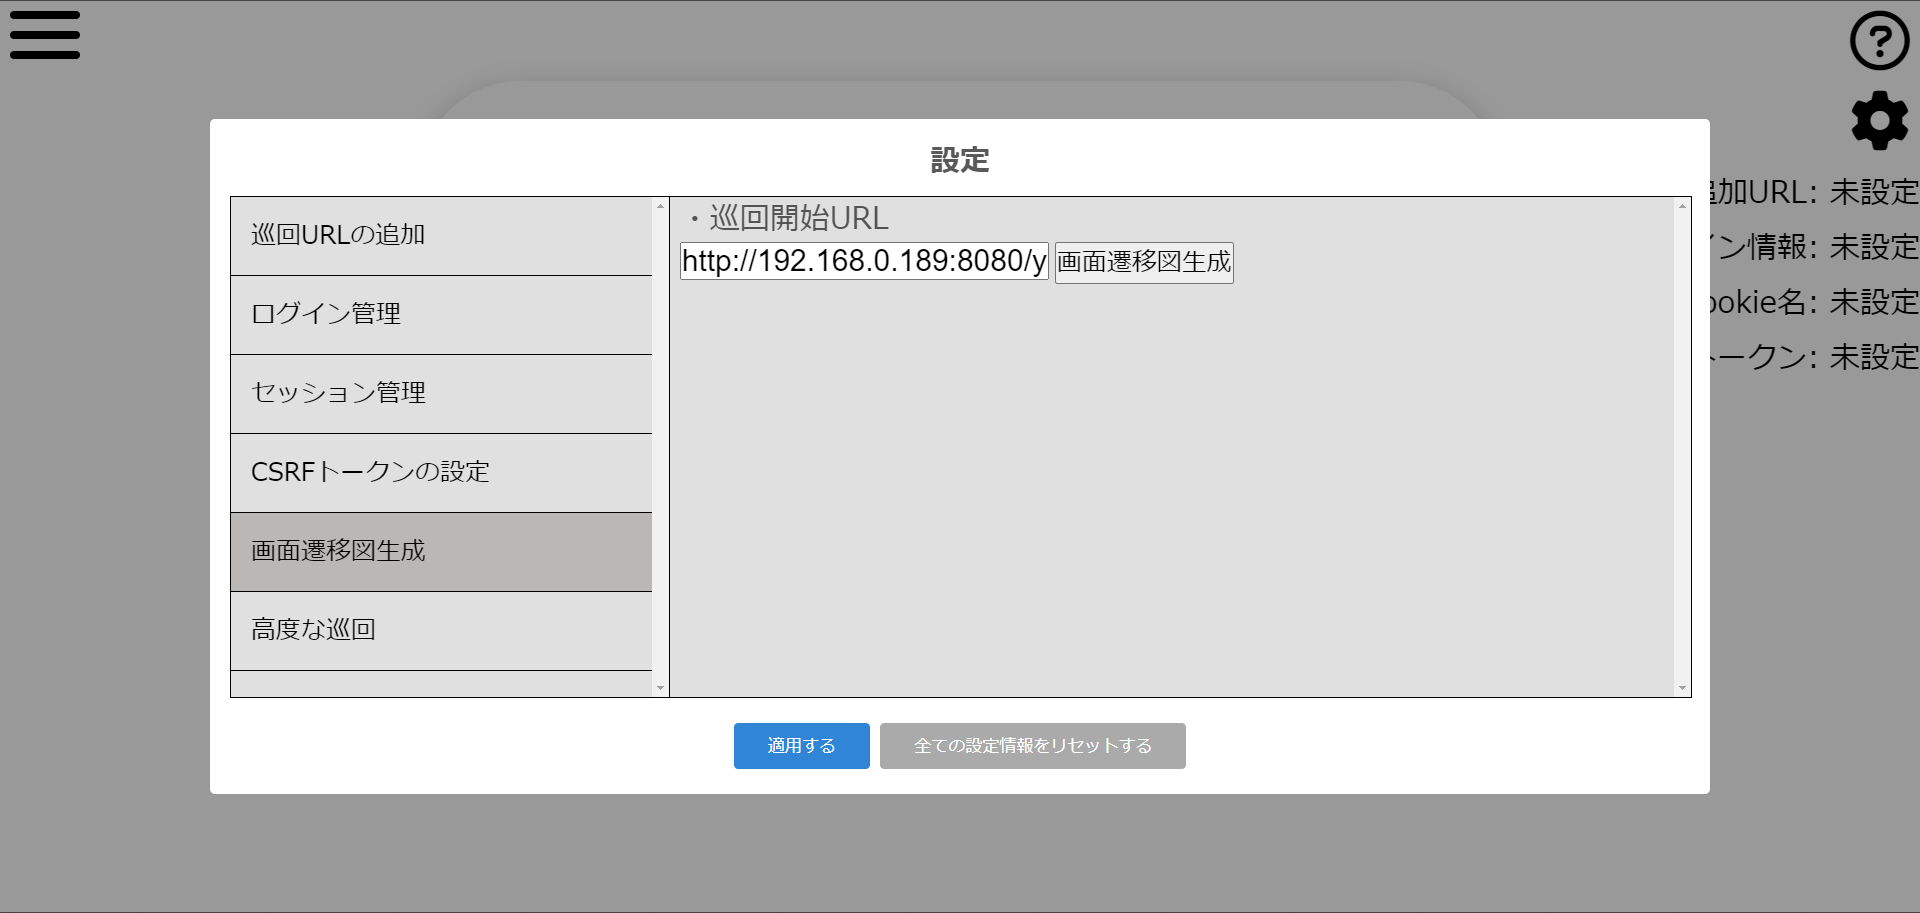 設定
巡回URLの追加
ログイン管理
セッション管理
CSRFトークンの設定
画面遷移図生成
高度な巡回
・巡回開始URL
http://192.168.0.189:8080/y
画面遷移図生成
適用する
全ての設定情報をリセットする
加URL: 未設定
ン情報: 未設定
ookie名: 未設定
トークン: 未設定